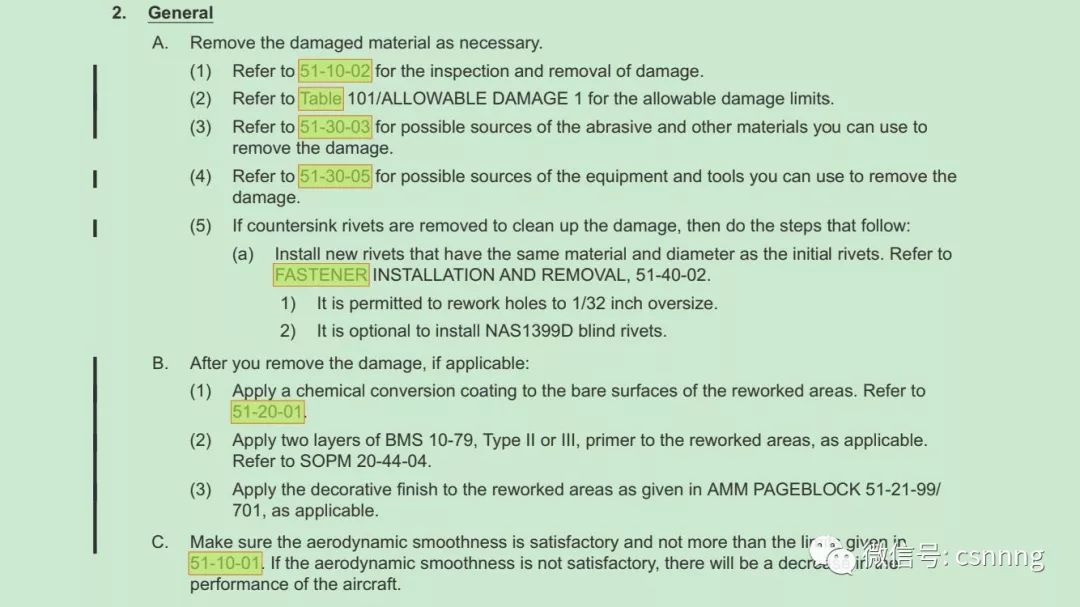 2. General
A. Remove the damaged material as necessary.
(1) Refer to 51-10-02 for the inspection and removal of damage.
(2) Refer to Table 101/ALLOWABLE DAMAGE 1 for the allowable damage limits.
(3) Refer to 51-30-03 for possible sources of the abrasive and other materials you can use to
remove the damage.
(4) Refer to 51-30-05 for possible sources of the equipment and tools you can use to remove the
damage.
(5) If countersink rivets are removed to clean up the damage, then do the steps that follow:
(a) Install new rivets that have the same material and diameter as the initial rivets. Refer to
FASTENER INSTALLATION AND REMOVAL, 51-40-02.
1) It is permitted to rework holes to 1/32 inch oversize.
2) It is optional to install NAS1399D blind rivets.
B. After you remove the damage, if applicable:
(1) Apply a chemical conversion coating to the bare surfaces of the reworked areas. Refer to
51-20-01.
(2) Apply two layers of BMS 10-79, Type II or III, primer to the reworked areas, as applicable.
Refer to SOPM 20-44-04.
(3) Apply the decorative finish to the reworked areas as given in AMM PAGEBLOCK 51-21-99/
701, as applicable.
C. Make sure the aerodynamic smoothness is satisfactory and not more than the given in
51-10-01. If the aerodynamic smoothness is not satisfactory, there will be a in the
performance of the aircraft.
微信号: csnnng